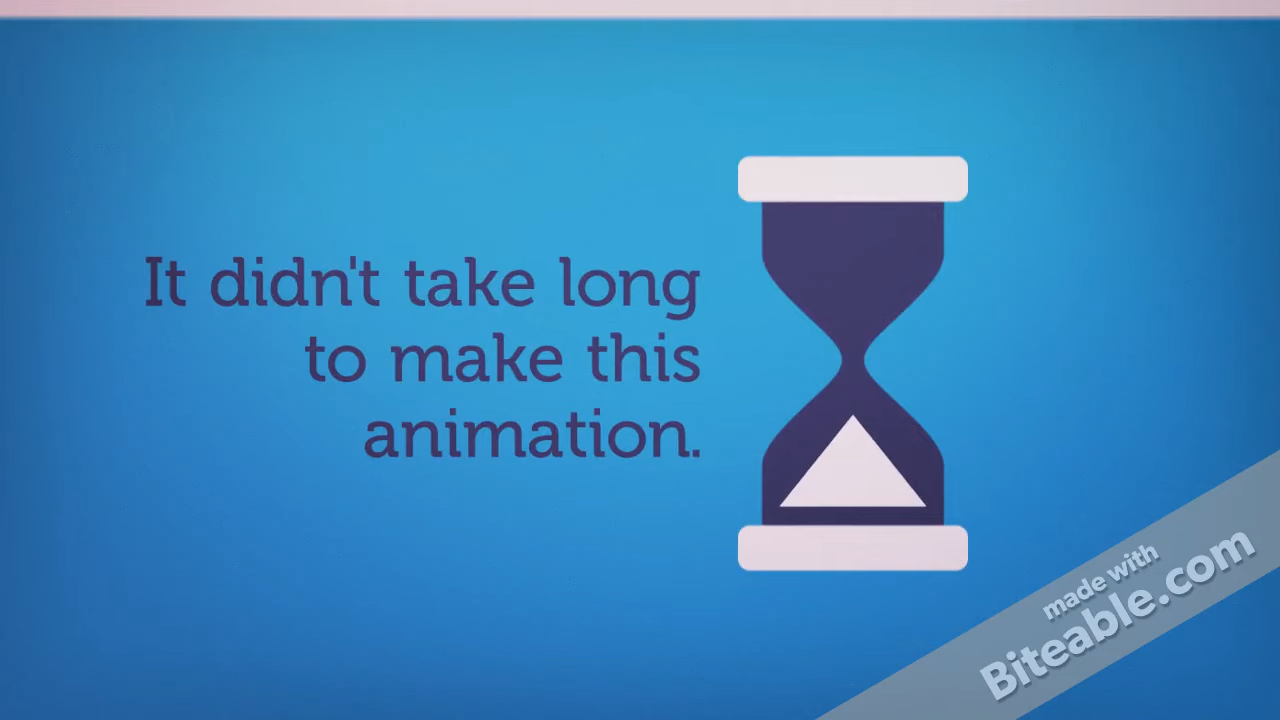 It didn't take long
to make this
animation.
made with
Biteable.com